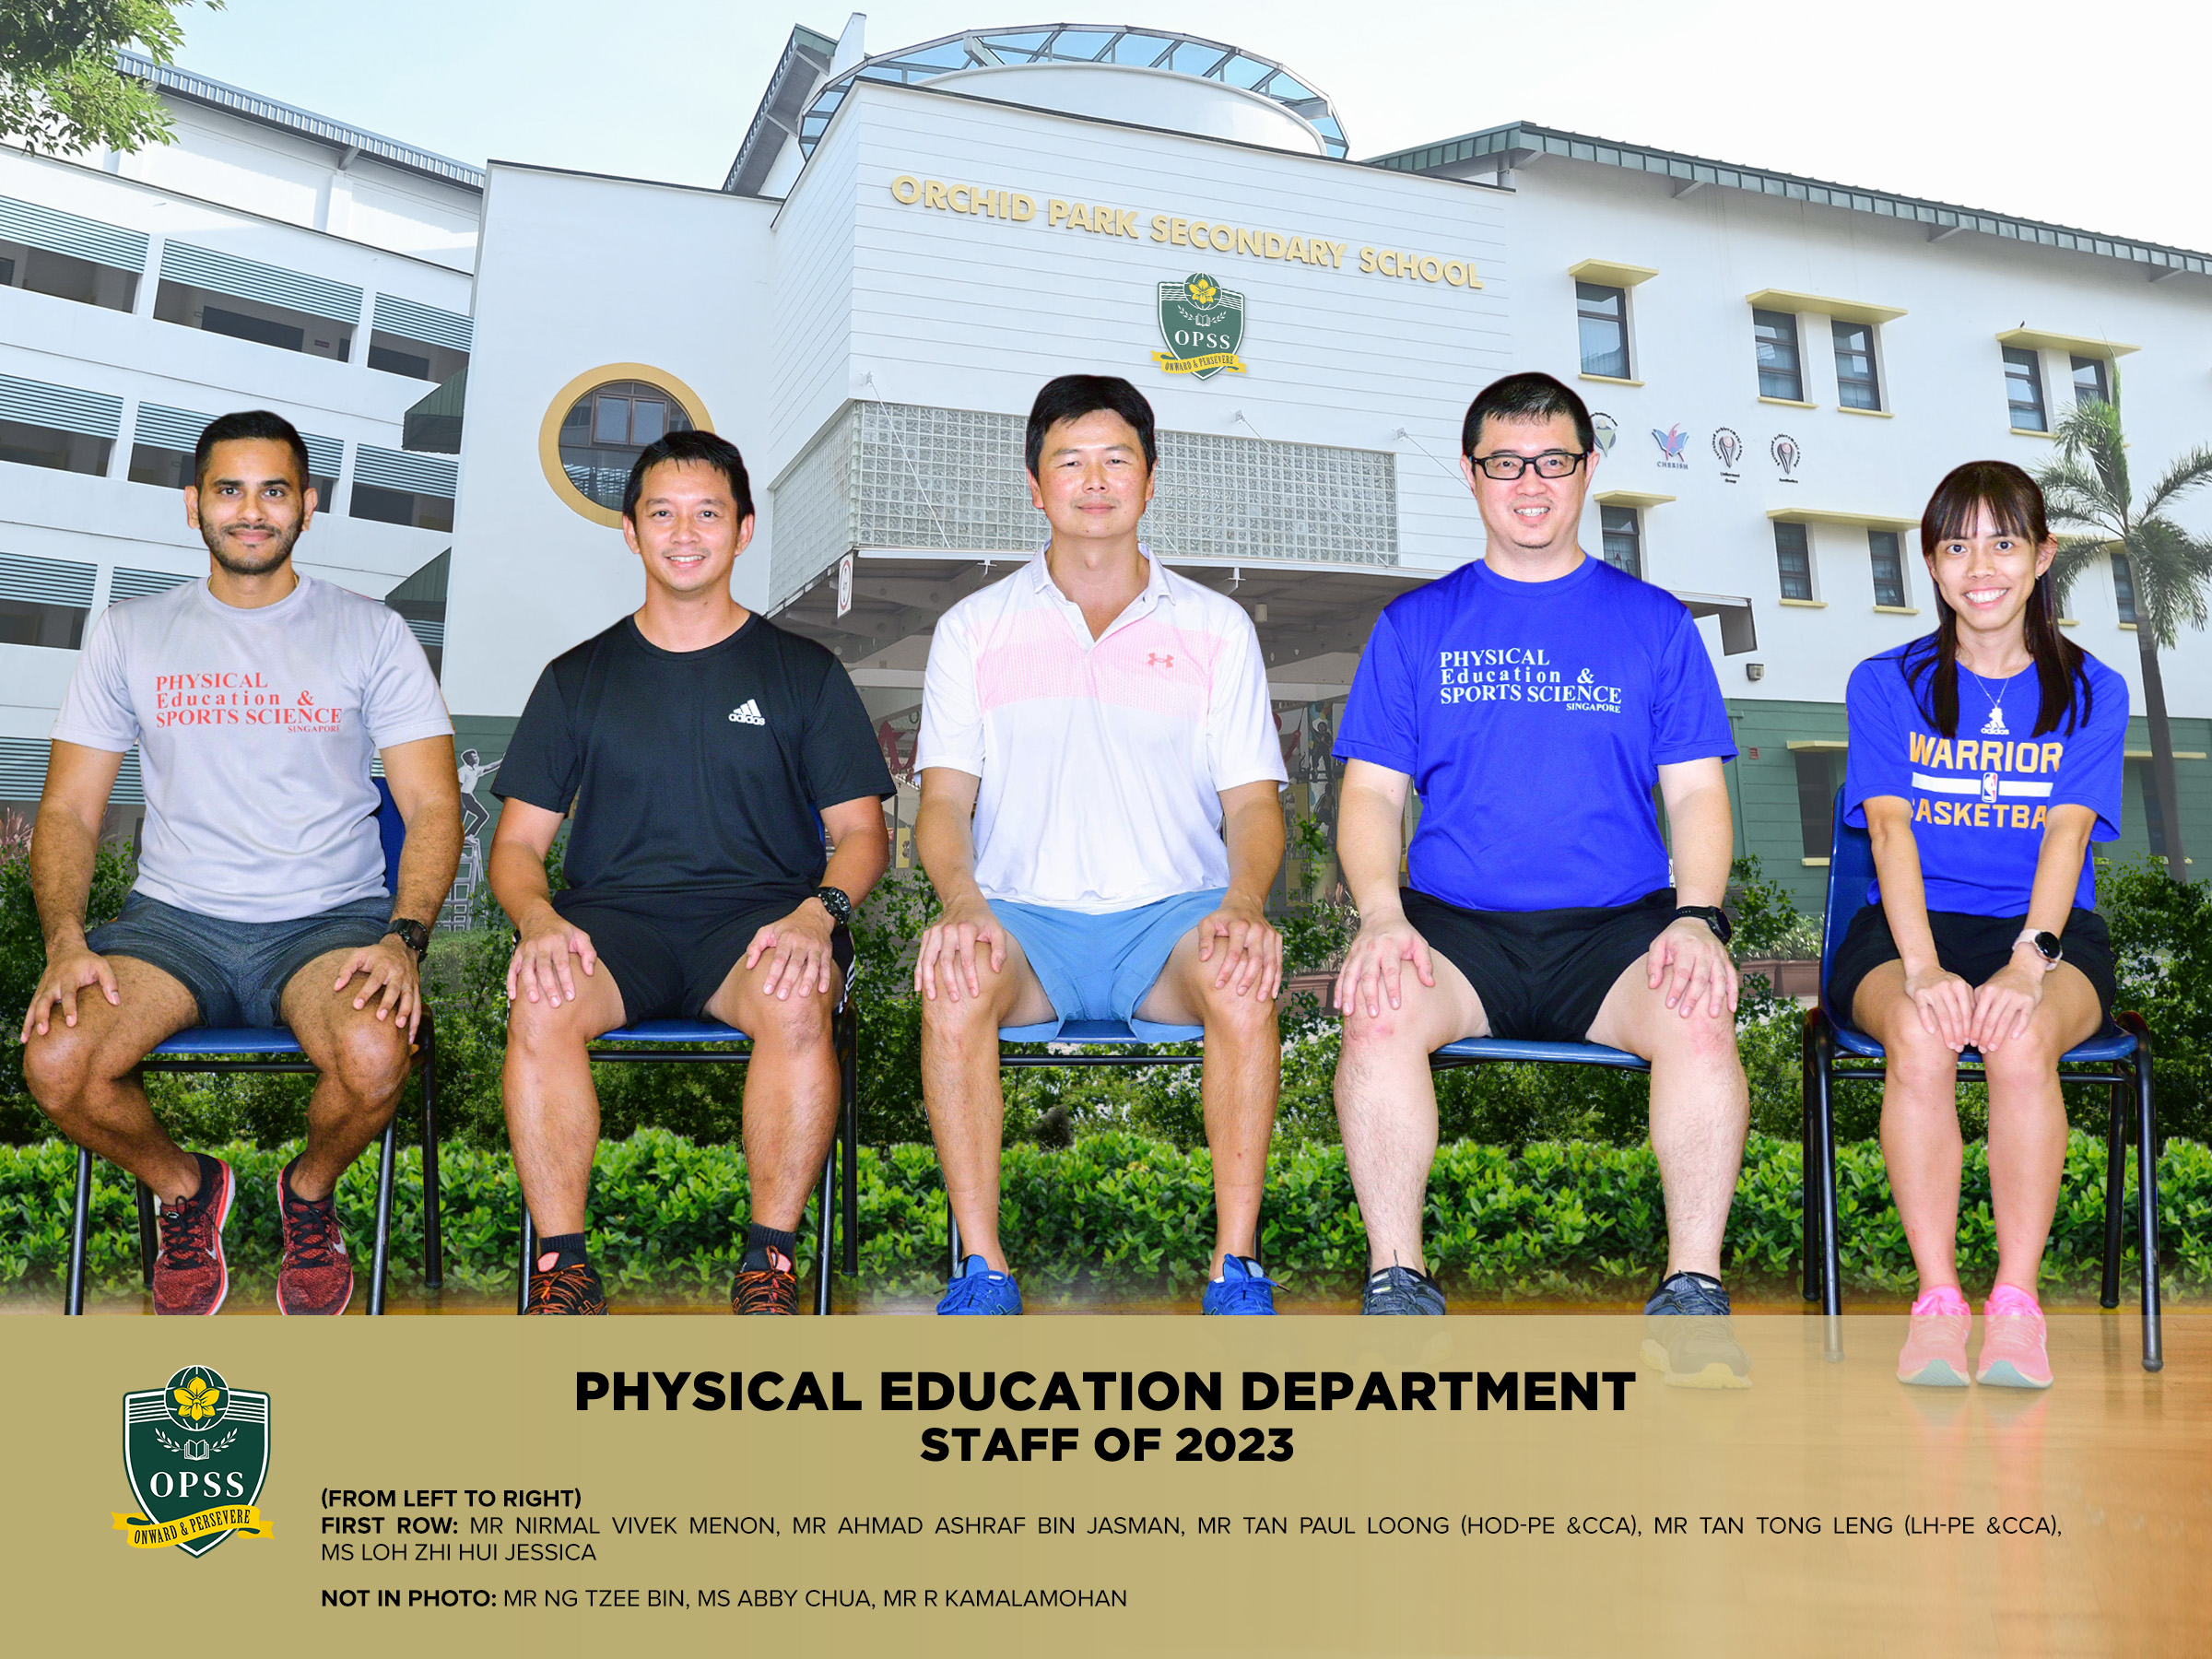 ORCHID PARK SECONDARY SCHOOL
OPSS
ONWARD & PERSEVERE
CHERISH
PHYSICAL
Education &
SPORTS SCIENCE
SINGAPORE
adidas
PHYSICAL
Education &
SPORTS SCIENCE
SINGAPORE
adidas
WARRIOR
BASKETBA
PHYSICAL EDUCATION DEPARTMENT
STAFF OF 2023
OPSS
ONWARD & PERSEVERE
(FROM LEFT TO RIGHT)
FIRST ROW: MR NIRMAL VIVEK MENON, MR AHMAD ASHRAF BIN JASMAN, MR TAN PAUL LOONG (HOD-PE &CCA), MR TAN TONG LENG (LH-PE &CCA),
MS LOH ZHI HUI JESSICA
NOT IN PHOTO: MR NG TZEE BIN, MS ABBY CHUA, MR R KAMALAMOHAN